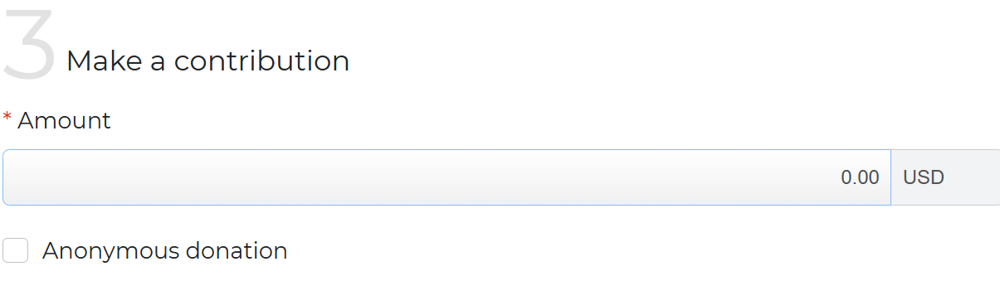 3 Make a contribution
* Amount
0.00 USD
Anonymous donation